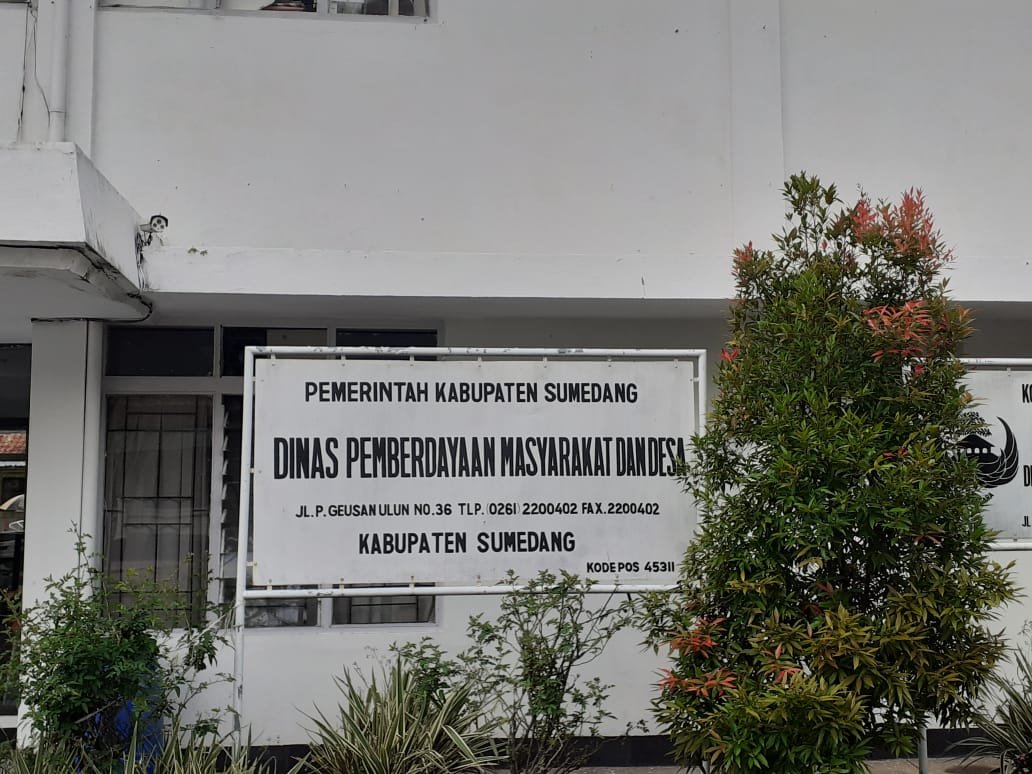 PEMERINTAH KABUPATEN SUMEDANG
DINAS PEMBERDAYAAN MASYARAKAT DAN DESA
JL.P.GEUSAN ULUN NO.36 TLP.(0261) 2200402 FAX.2200402
KABUPATEN SUMEDANG
KODE POS 45311